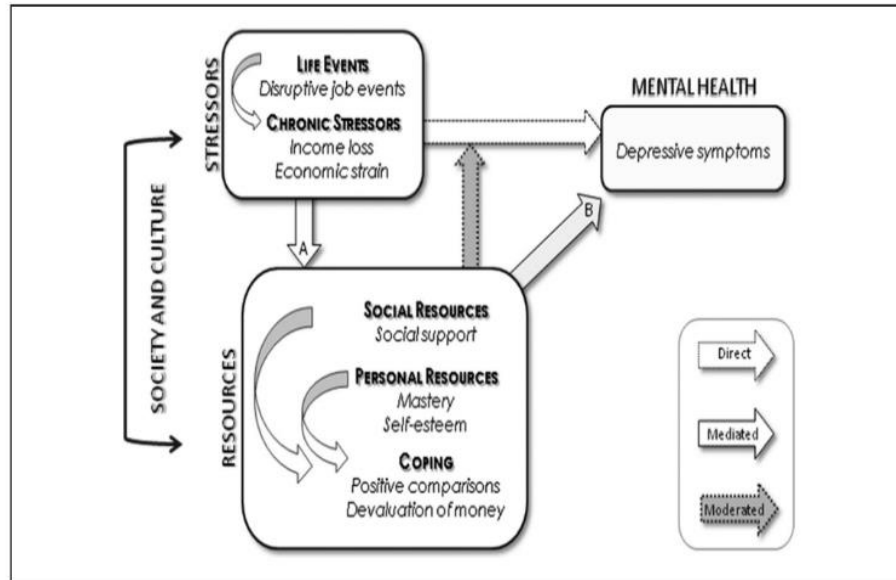 LIFE EVENTS
Disruptive job events
CHRONIC STRESSORS
Income loss
Economic strain
STRESSORS
MENTAL HEALTH
Depressive symptoms
A
B
SOCIETY AND CULTURE
RESOURCES
SOCIAL RESOURCES
Social support
PERSONAL RESOURCES
Mastery
Self-esteem
COPING
Positive comparisons
Devaluation of money
Direct
Mediated
Moderated